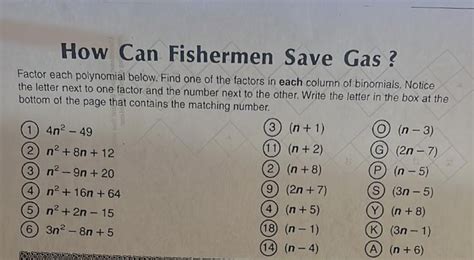 How Can Fishermen Save Gas ?
Factor each polynomial below. Find one of the factors in each column of binomials. Notice
the letter next to one factor and the number next to the other. Write the letter in the box at the
bottom of the page that contains the matching number.
1 4n² – 49
2 n² + 8n + 12
3 n² – 9n + 20
4 n² + 16n + 64
5 n² + 2n – 15
6 3n² – 8n + 5
3 (n + 1)
11 (n + 2)
2 (n + 8)
9 (2n + 7)
4 (n + 5)
18 (n – 1)
14 (n – 4)
O (n – 3)
G (2n – 7)
P (n – 5)
S (3n – 5)
Y (n + 8)
K (3n – 1)
A (n + 6)